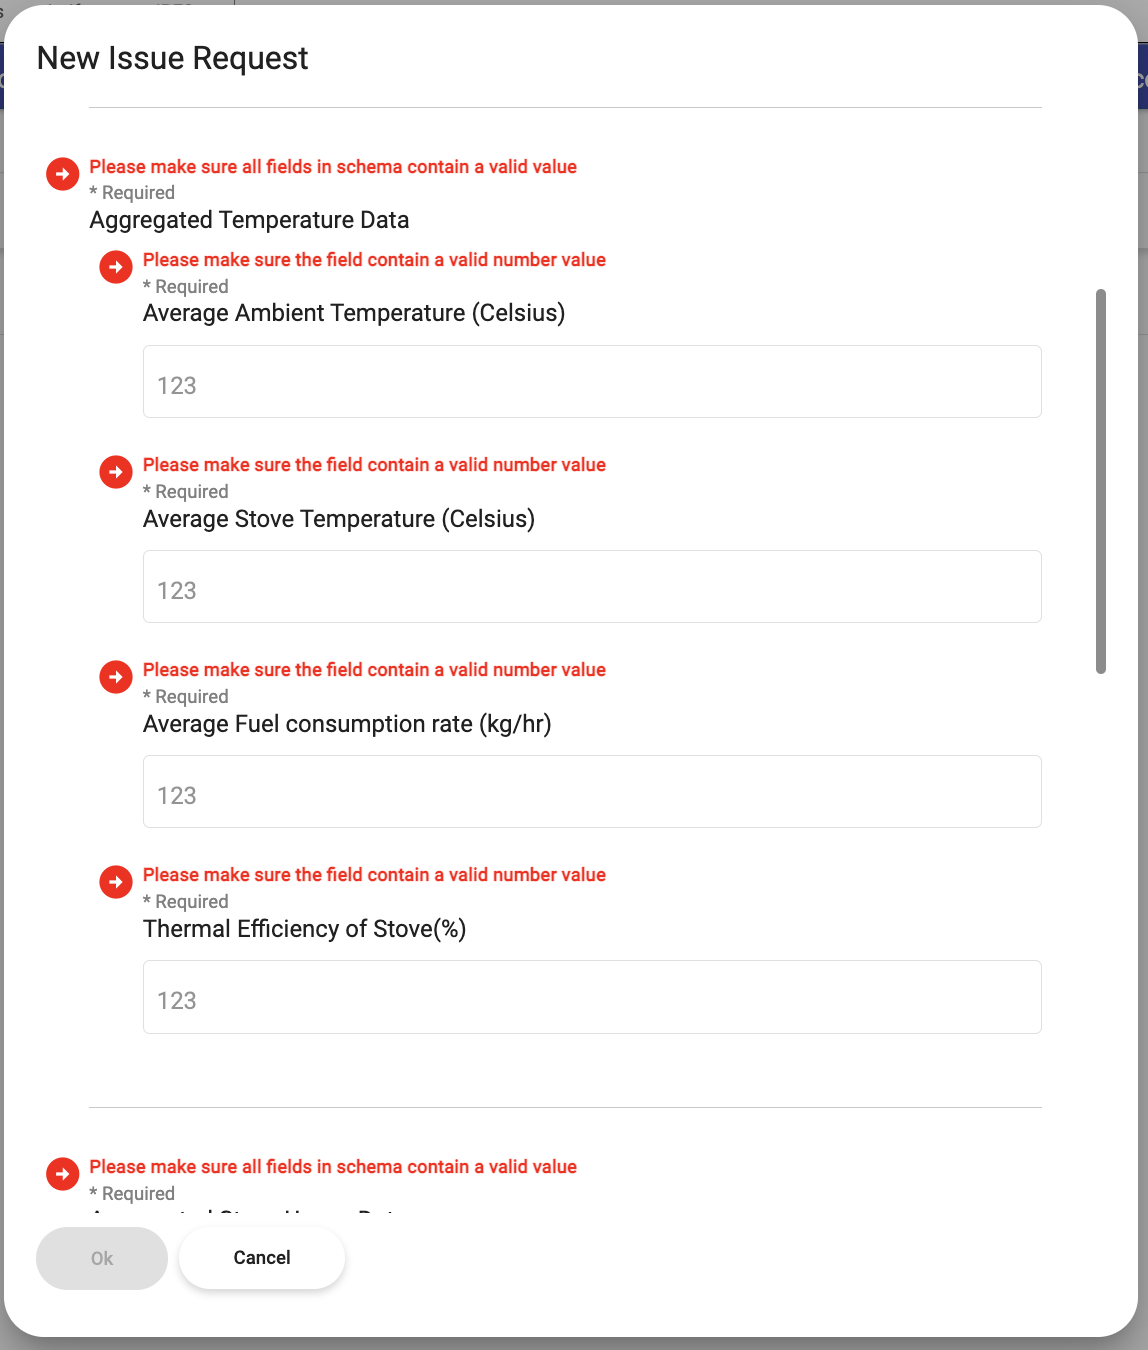 New Issue Request
Please make sure all fields in schema contain a valid value
* Required
Aggregated Temperature Data
Please make sure the field contain a valid number value
* Required
Average Ambient Temperature (Celsius)
123
Please make sure the field contain a valid number value
* Required
Average Stove Temperature (Celsius)
123
Please make sure the field contain a valid number value
* Required
Average Fuel consumption rate (kg/hr)
123
Please make sure the field contain a valid number value
* Required
Thermal Efficiency of Stove(%)
123
Please make sure all fields in schema contain a valid value
* Required
Ok
Cancel